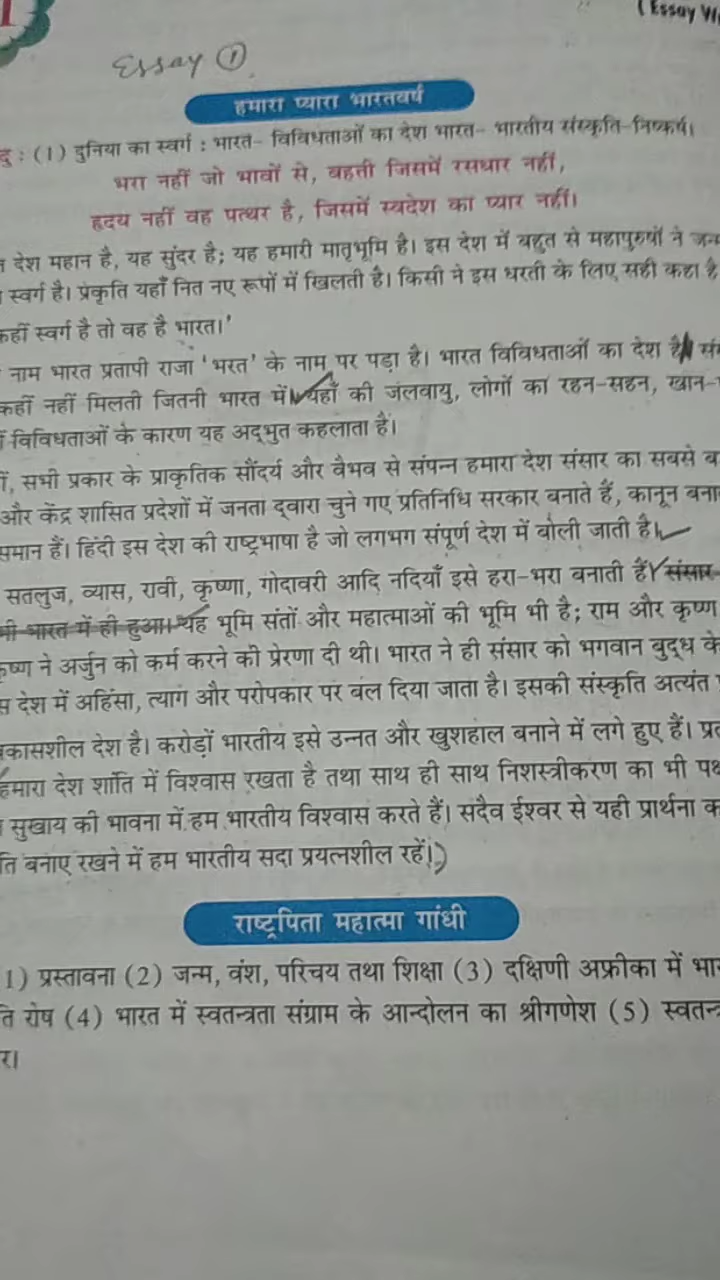 1
(Essay
Essay ①
हमारा प्यारा भारतवर्ष
दु : (1) दुनिया का स्वर्ग : भारत- विविधताओं का देश भारत- भारतीय संस्कृति-निष्कर्ष।
भरा नहीं जो भावों से, बहती जिसमें रसधार नहीं,
हृदय नहीं वह पत्थर है, जिसमें स्वदेश का प्यार नहीं।
देश महान है, यह सुंदर है; यह हमारी मातृभूमि है। इस देश में बहुत से महापुरुषों ने
स्वर्ग है। प्रकृति यहाँ नित नए रूपों में खिलती है। किसी ने इस धरती के लिए सही कहा है
कहीं स्वर्ग है तो वह है भारत।'
नाम भारत प्रतापी राजा 'भरत' के नाम पर पड़ा है। भारत विविधताओं का देश है।
कहीं नहीं मिलती जितनी भारत में। यहाँ की जलवायु, लोगों का रहन-सहन, खान-
विविधताओं के कारण यह अद्भुत कहलाता है।
सभी प्रकार के प्राकृतिक सौंदर्य और वैभव से संपन्न हमारा देश संसार का सबसे
और केंद्र शासित प्रदेशों में जनता द्वारा चुने गए प्रतिनिधि सरकार बनाते हैं, कानून
समान हैं। हिंदी इस देश की राष्ट्रभाषा है जो लगभग संपूर्ण देश में बोली जाती है।
सतलुज, व्यास, रावी, कृष्णा, गोदावरी आदि नदियाँ इसे हरा-भरा बनाती हैं। संसार
भी भारत में ही हुआ। यह भूमि संतों और महात्माओं की भूमि भी है; राम और कृष्ण
कृष्ण ने अर्जुन को कर्म करने की प्रेरणा दी थी। भारत ने ही संसार को भगवान बुद्ध के
देश में अहिंसा, त्याग और परोपकार पर बल दिया जाता है। इसकी संस्कृति अत्यंत
विकासशील देश है। करोड़ों भारतीय इसे उन्नत और खुशहाल बनाने में लगे हुए हैं।
हमारा देश शांति में विश्वास रखता है तथा साथ ही साथ निशस्त्रीकरण का भी
सुखाय की भावना में हम भारतीय विश्वास करते हैं। सदैव ईश्वर से यही प्रार्थना
ति बनाए रखने में हम भारतीय सदा प्रयत्नशील रहें।)
राष्ट्रपिता महात्मा गांधी
1) प्रस्तावना (2) जन्म, वंश, परिचय तथा शिक्षा (3) दक्षिणी अफ्रीका में
ति रोष (4) भारत में स्वतन्त्रता संग्राम के आन्दोलन का श्रीगणेश (5)
र।